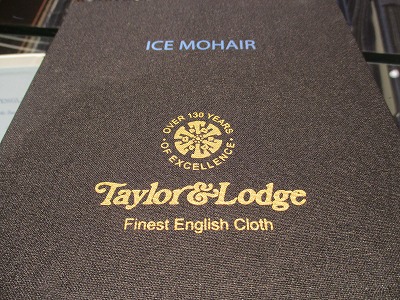 ICE MOHAIR
OVER 130 YEARS
OF EXCELLENCE
Taylor&Lodge
Finest English Cloth